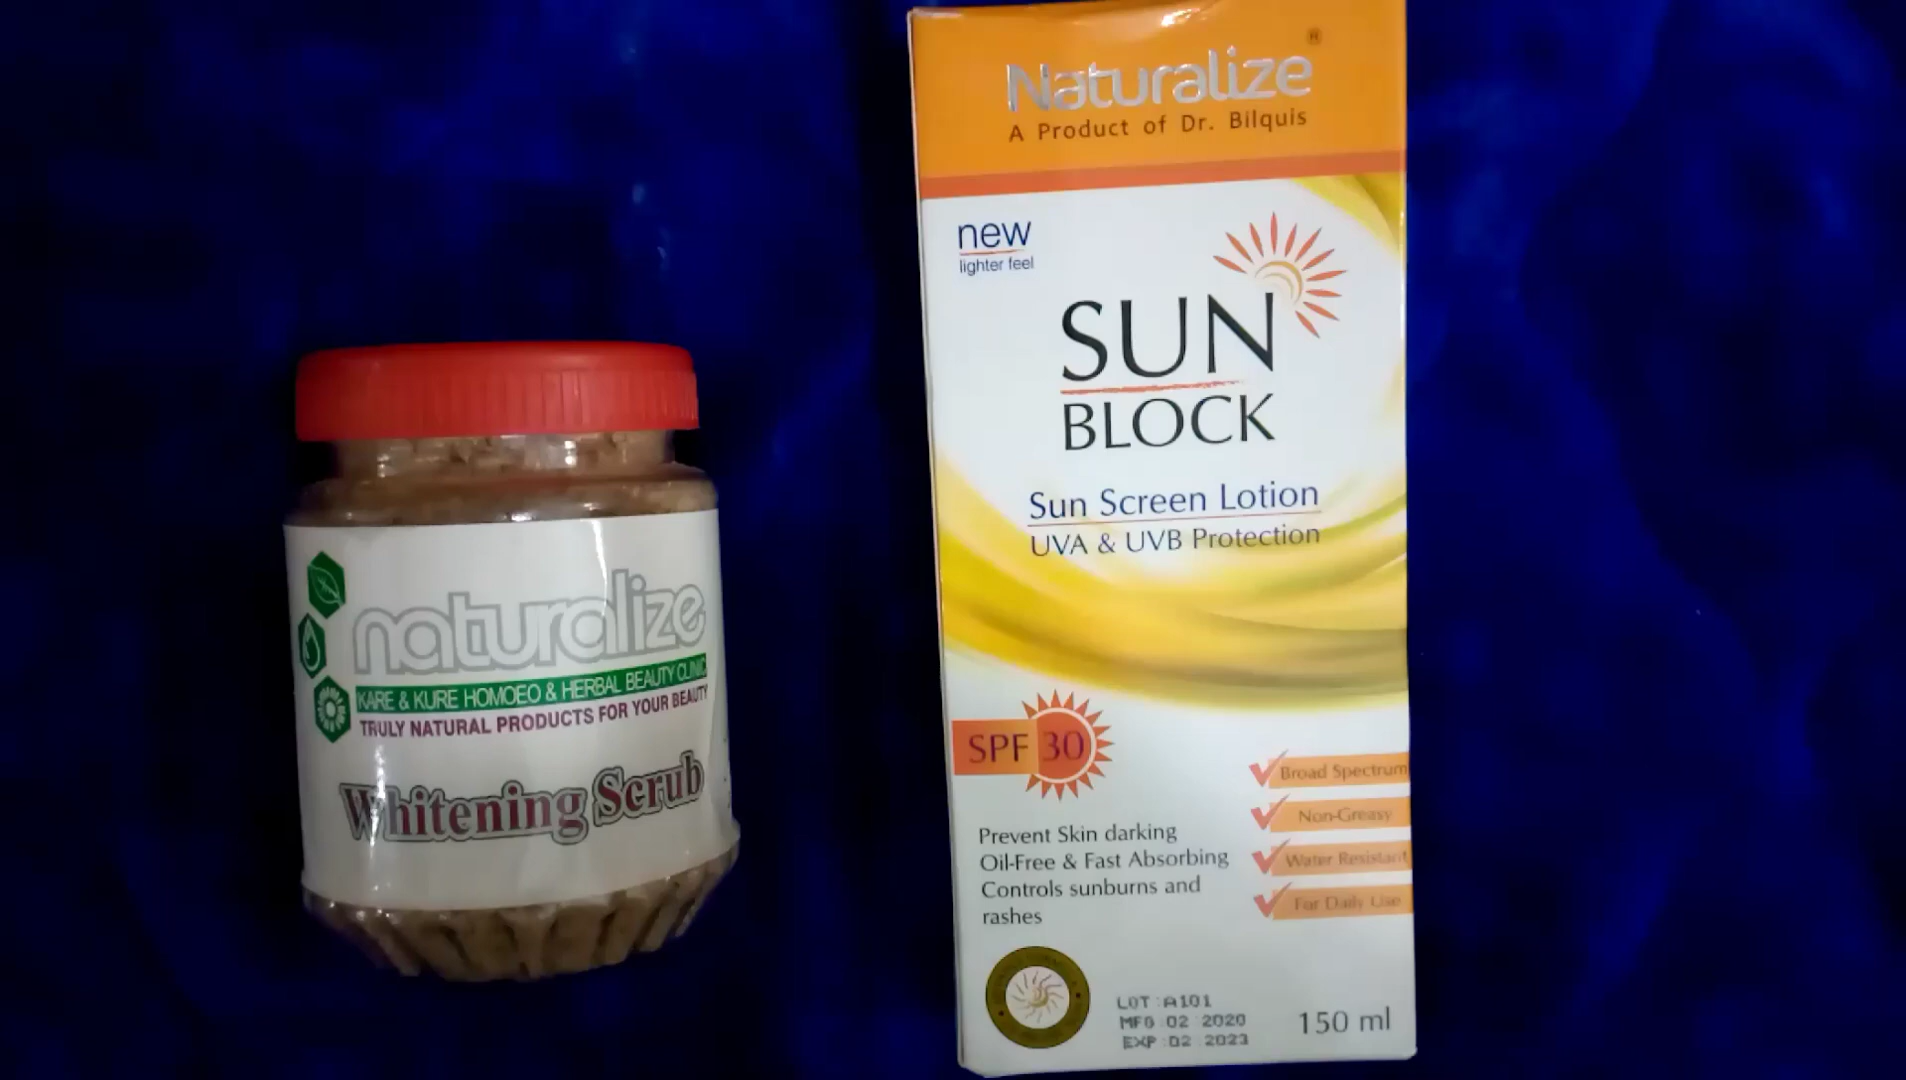 naturalize
KARE & KURE HOMOEO & HERBAL BEAUTY CLINIC
TRULY NATURAL PRODUCTS FOR YOUR BEAUTY
Whitening Scrub
Naturalize®
A Product of Dr. Bilquis
new
lighter feel
SUN
BLOCK
Sun Screen Lotion
UVA & UVB Protection
SPF 30
Broad Spectrum
Non-Greasy
Water Resistant
For Daily Use
Prevent Skin darking
Oil-Free & Fast Absorbing
Controls sunburns and
rashes
LOT : A101
MFG 02 2020
EXP : 02 2023
150 ml